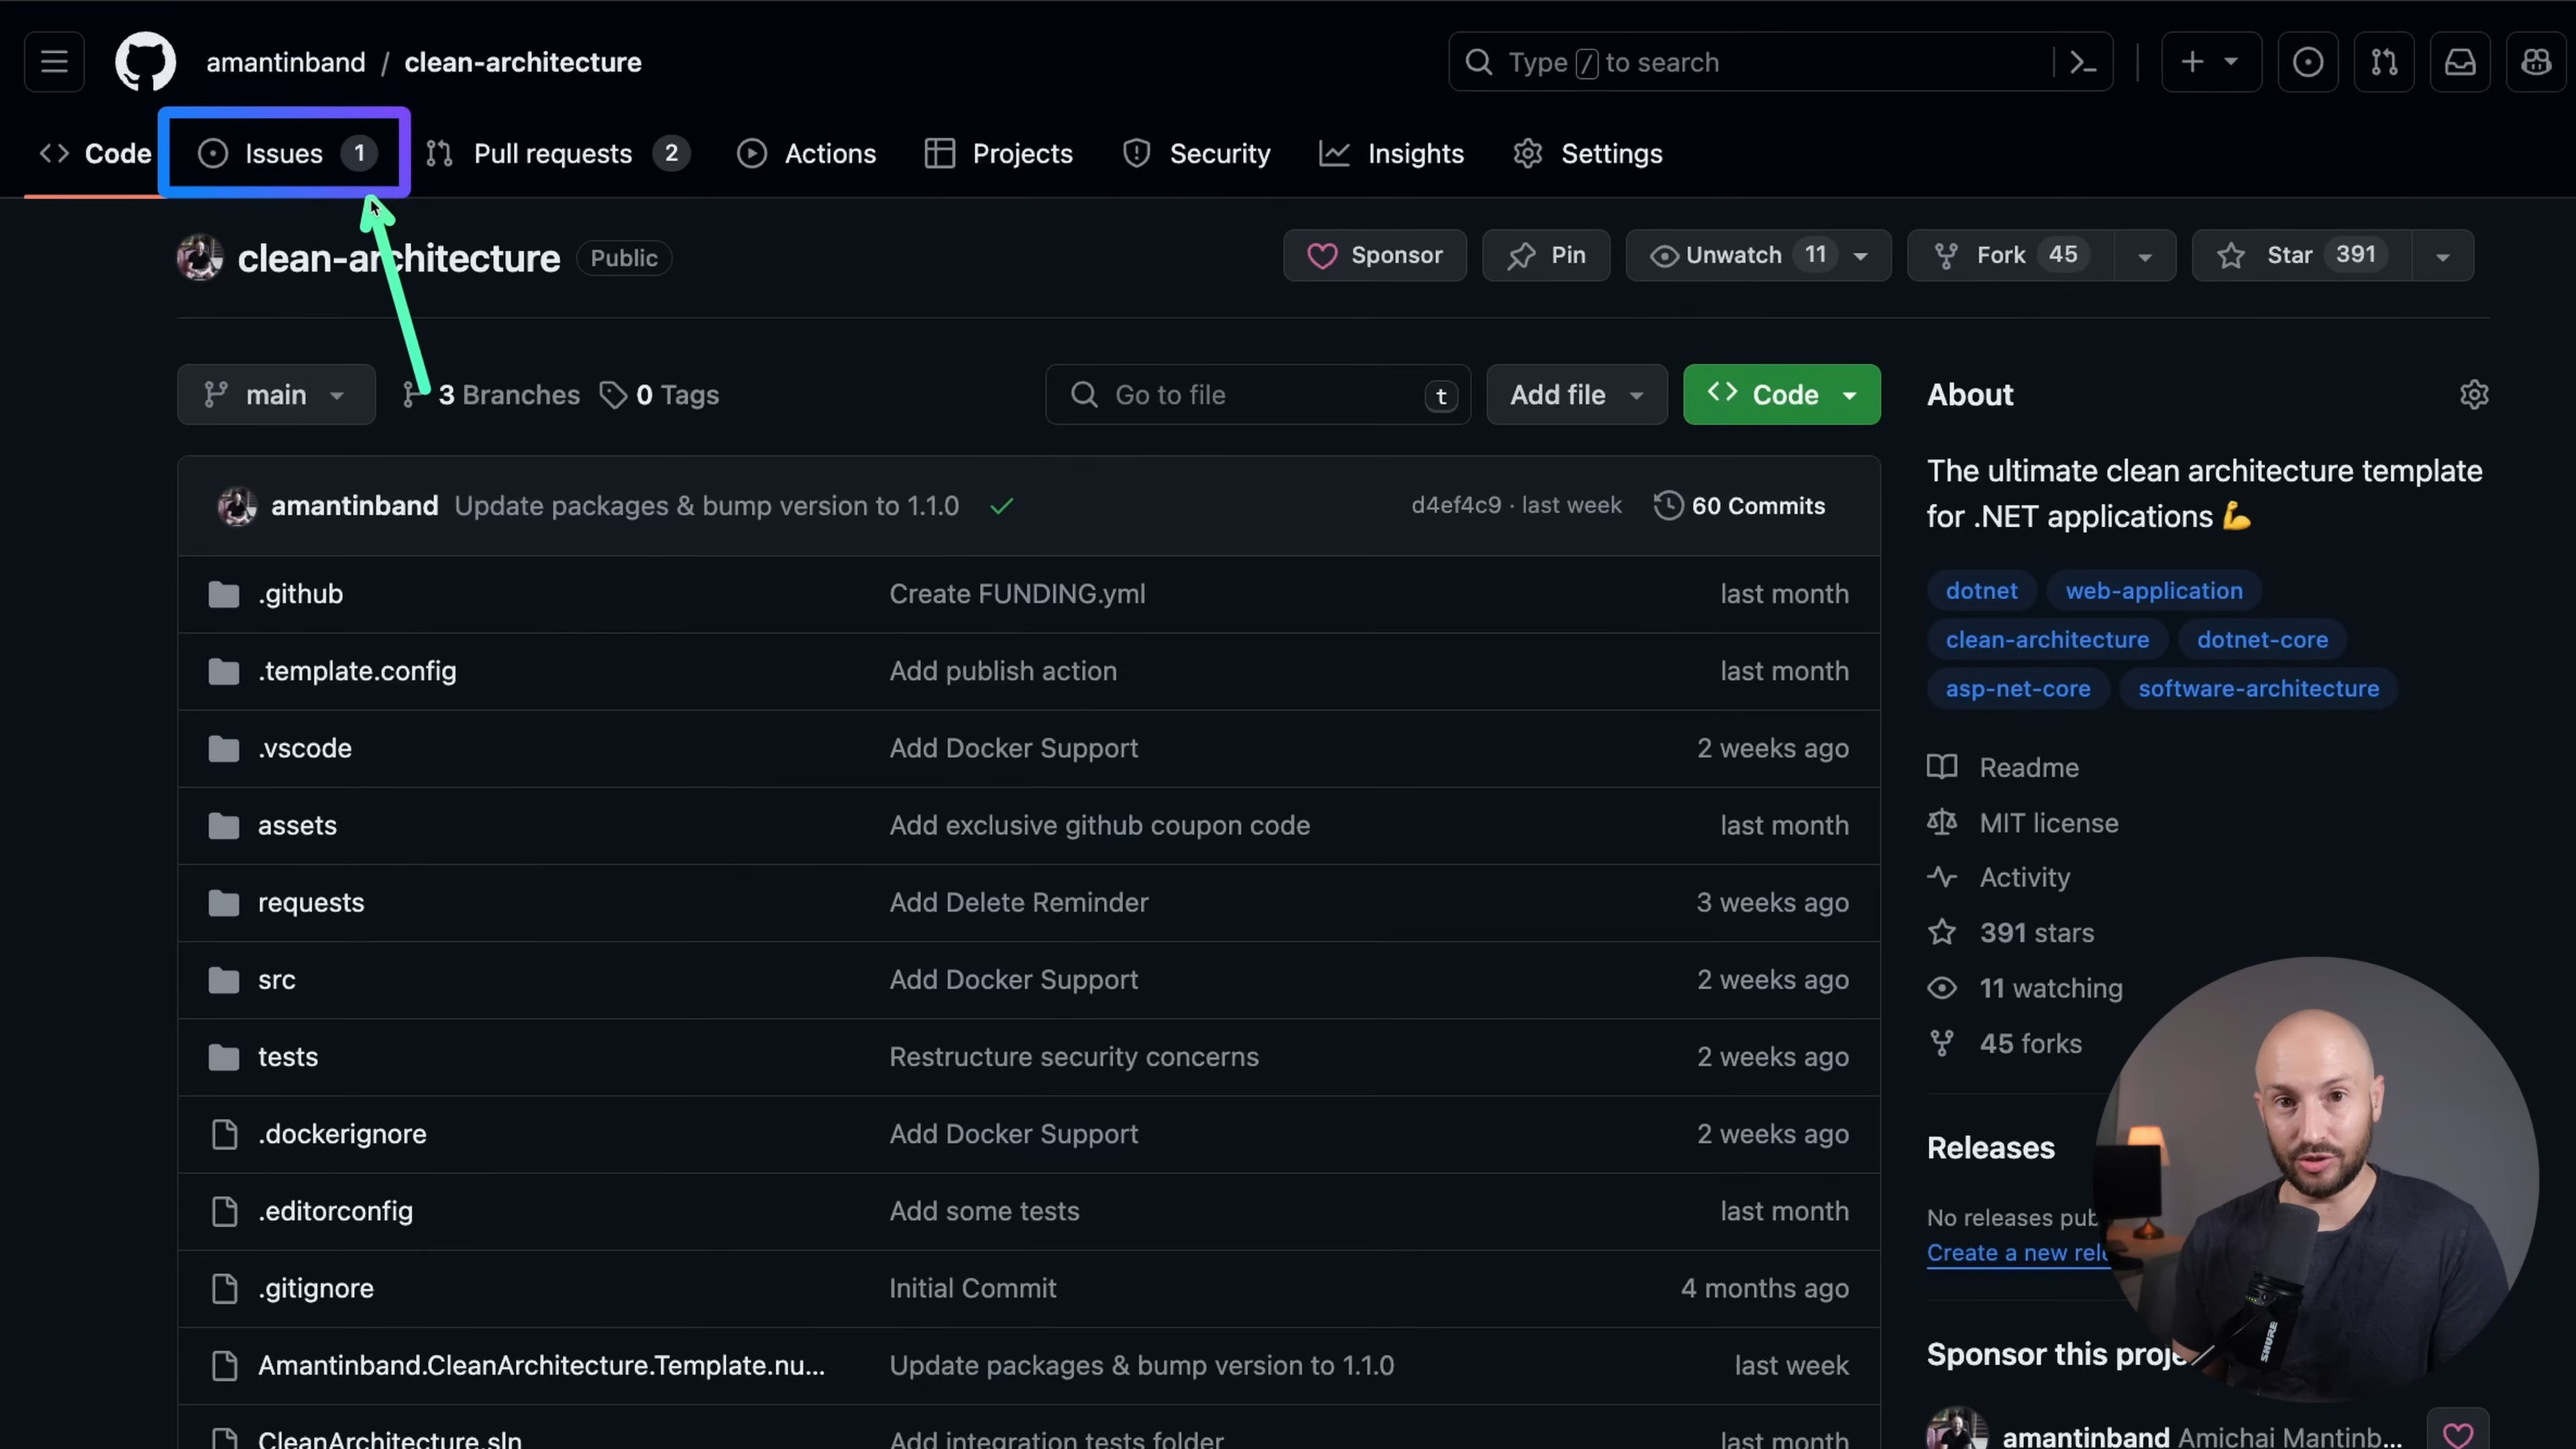 amantinband / clean-architecture
Type / to search
Code
Issues 1
Pull requests 2
Actions
Projects
Security
Insights
Settings
clean-architecture Public
Sponsor
Pin
Unwatch 11
Fork 45
Star 391
main
3 Branches
0 Tags
Go to file t
Add file
Code
amantinband Update packages & bump version to 1.1.0
d4ef4c9 · last week
60 Commits
.github Create FUNDING.yml last month
.template.config Add publish action last month
.vscode Add Docker Support 2 weeks ago
assets Add exclusive github coupon code last month
requests Add Delete Reminder 3 weeks ago
src Add Docker Support 2 weeks ago
tests Restructure security concerns 2 weeks ago
.dockerignore Add Docker Support 2 weeks ago
.editorconfig Add some tests last month
.gitignore Initial Commit 4 months ago
Amantinband.CleanArchitecture.Template.nu... Update packages & bump version to 1.1.0 last week
CleanArchitecture.sln Add integration tests folder last month
About
The ultimate clean architecture template
for .NET applications 💪
dotnet web-application
clean-architecture dotnet-core
asp-net-core software-architecture
Readme
MIT license
Activity
391 stars
11 watching
45 forks
Releases
No releases pub
Create a new rele
Sponsor this proje
amantinband Amichai Mantinb...
SHURE